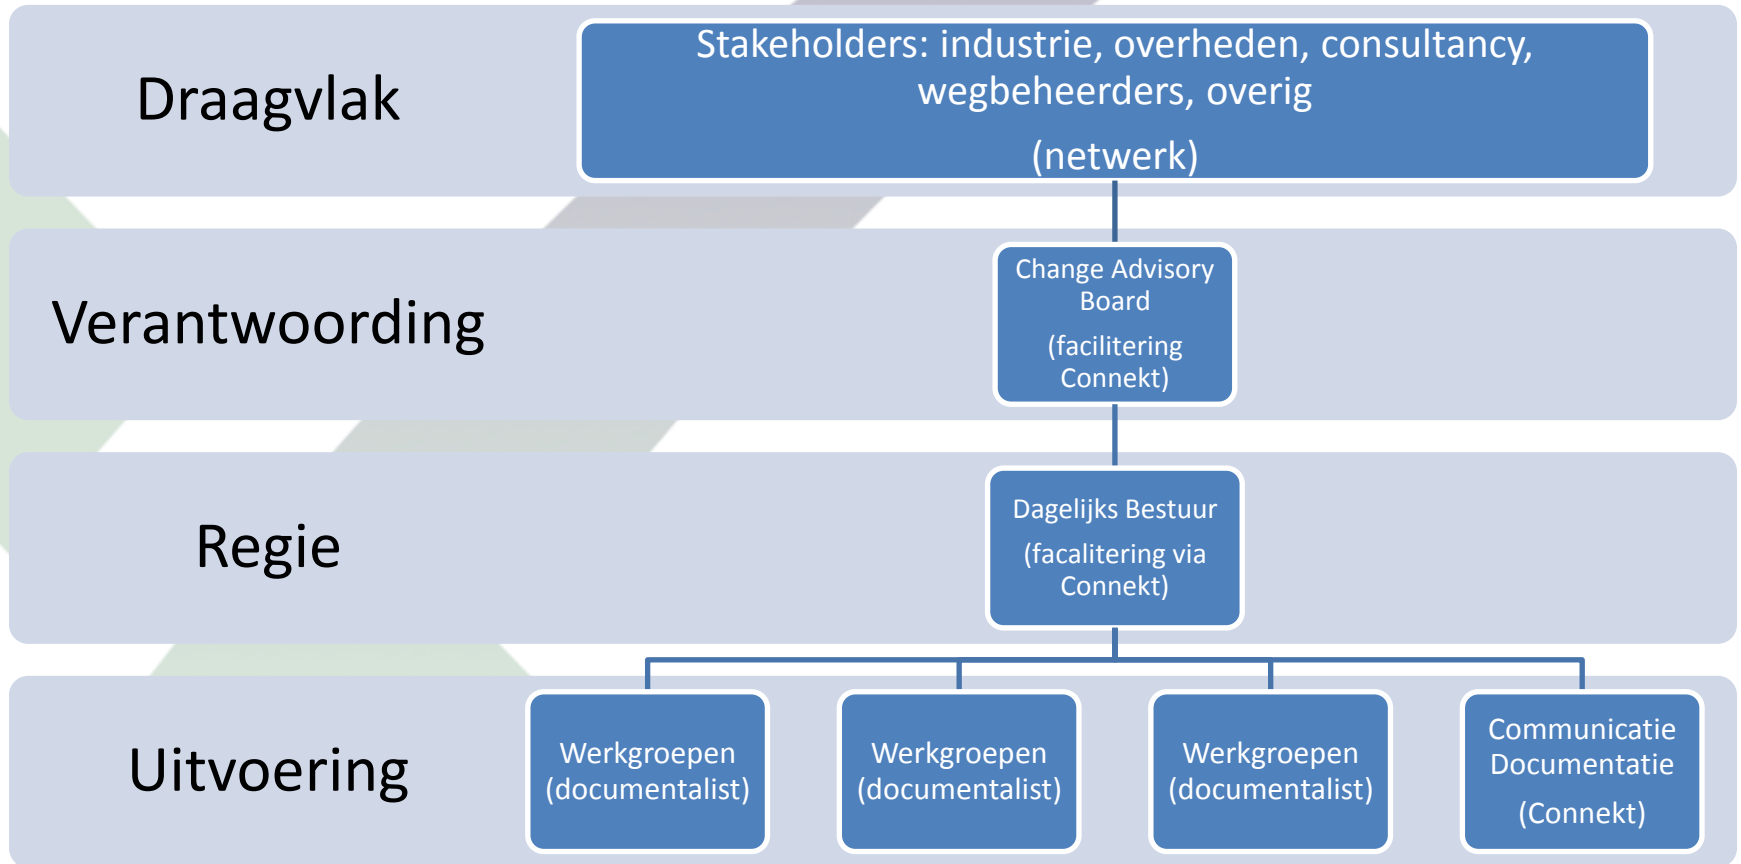 Draagvlak
Stakeholders: industrie, overheden, consultancy,
wegbeheerders, overig
(netwerk)
Verantwoording
Change Advisory
Board
(facilitering
Connekt)
Regie
Dagelijks Bestuur
(facalitering via
Connekt)
Uitvoering
Werkgroepen
(documentalist)
Werkgroepen
(documentalist)
Werkgroepen
(documentalist)
Communicatie
Documentatie
(Connekt)